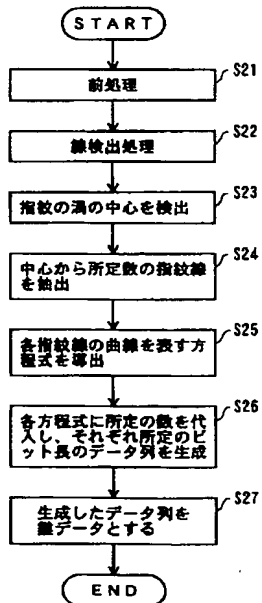 START
S21
前処理
S22
線検出処理
S23
指紋の渦の中心を検出
S24
中心から所定数の指紋線
を抽出
S25
各指紋線の曲線を表す方
程式を導出
S26
各方程式に所定の数を代
入し、それぞれ所定のビ
ット長のデータ列を生成
S27
生成したデータ列を
鍵データとする
END